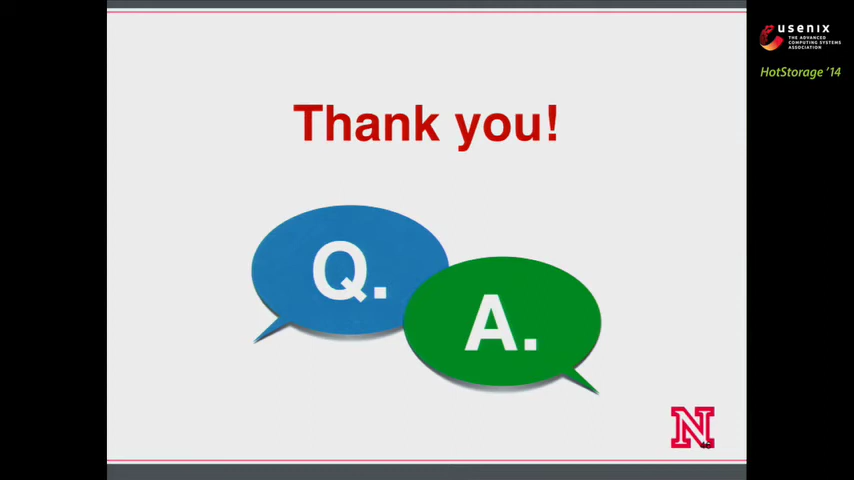 usenix
THE ADVANCED
COMPUTING SYSTEMS
ASSOCIATION
HotStorage '14
Thank you!
Q.
A.
N